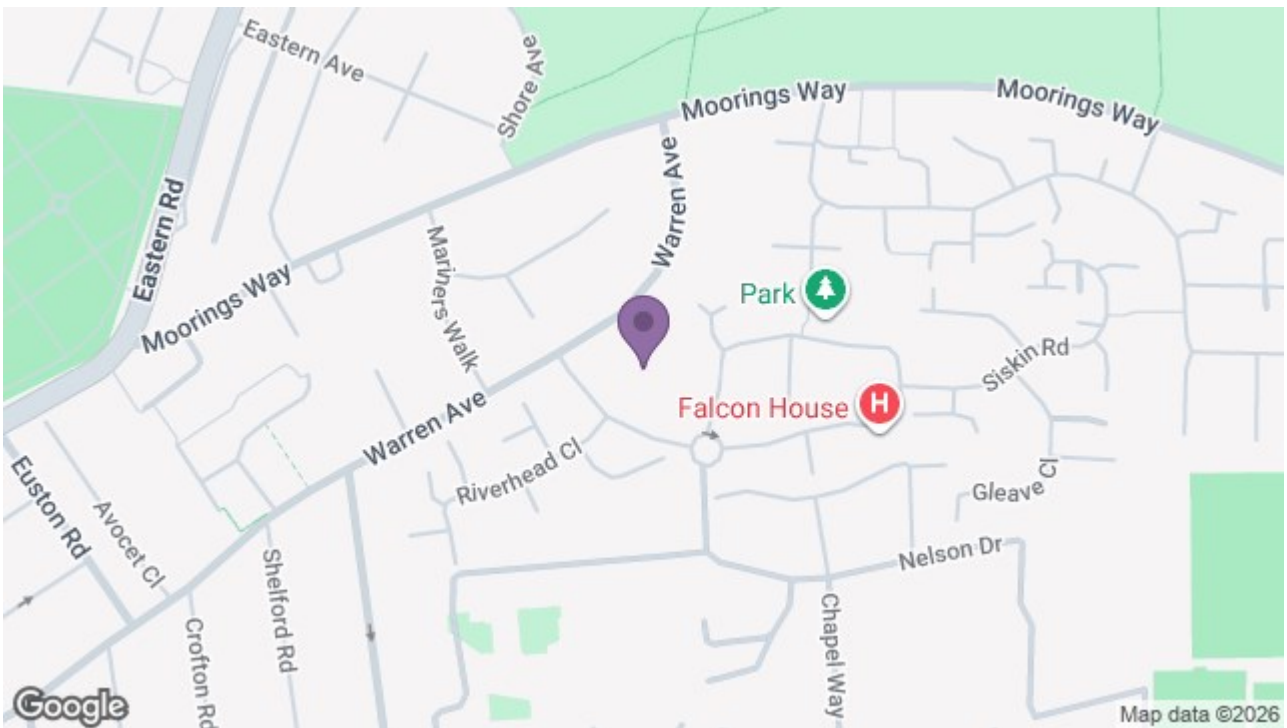 Eastern Ave
Shore Ave
Moorings Way
Moorings Way
Warren Ave
Eastern Rd
Mariners Walk
Moorings Way
Park
Siskin Rd
Falcon House
H
Warren Ave
Riverhead Cl
Gleave Cl
Euston Rd
Avocet Cl
Nelson Dr
Shelford Rd
Crofton Rd
Chapel Way
Google
Map data ©2026